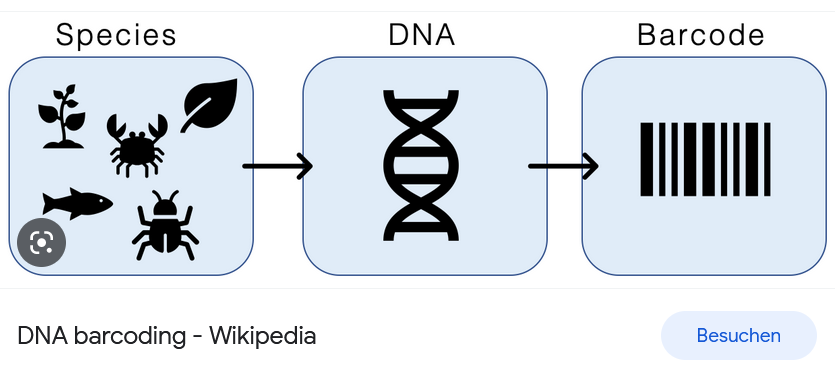 Species DNA Barcode
DNA barcoding - Wikipedia
Besuchen